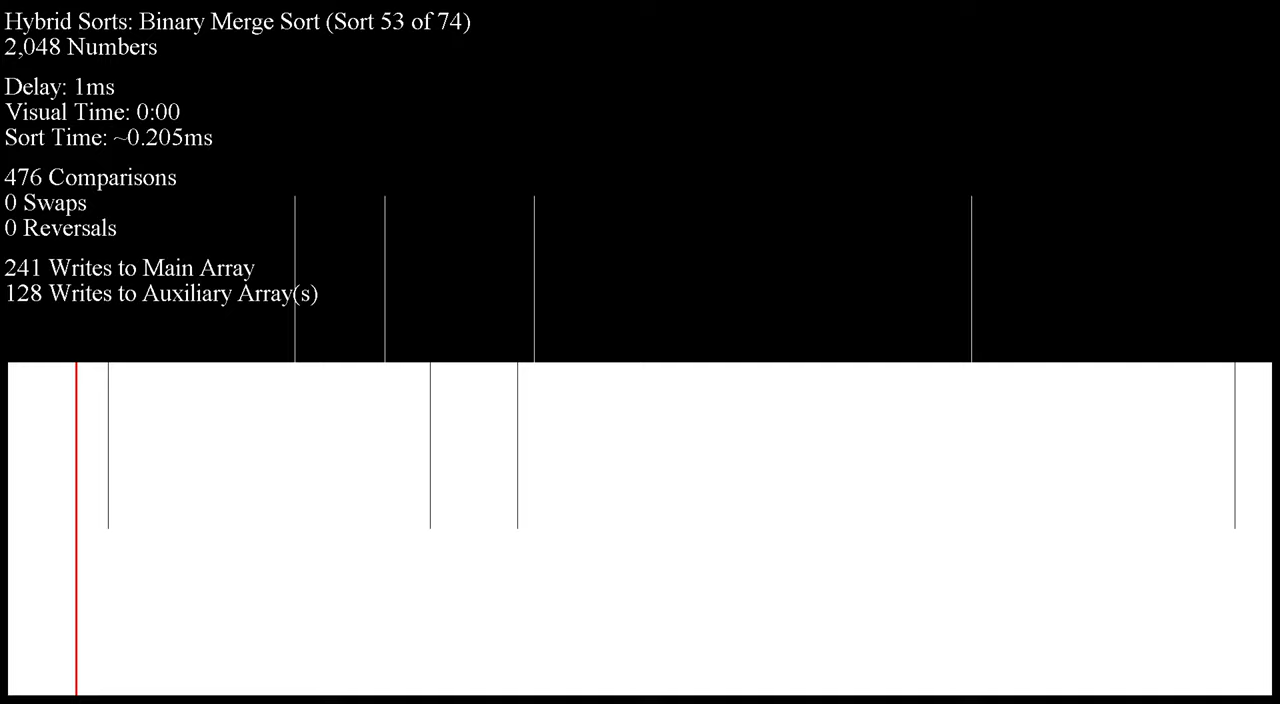 Hybrid Sorts: Binary Merge Sort (Sort 53 of 74)
2,048 Numbers
Delay: 1ms
Visual Time: 0:00
Sort Time: ~0.205ms
476 Comparisons
0 Swaps
0 Reversals
241 Writes to Main Array
128 Writes to Auxiliary Array(s)